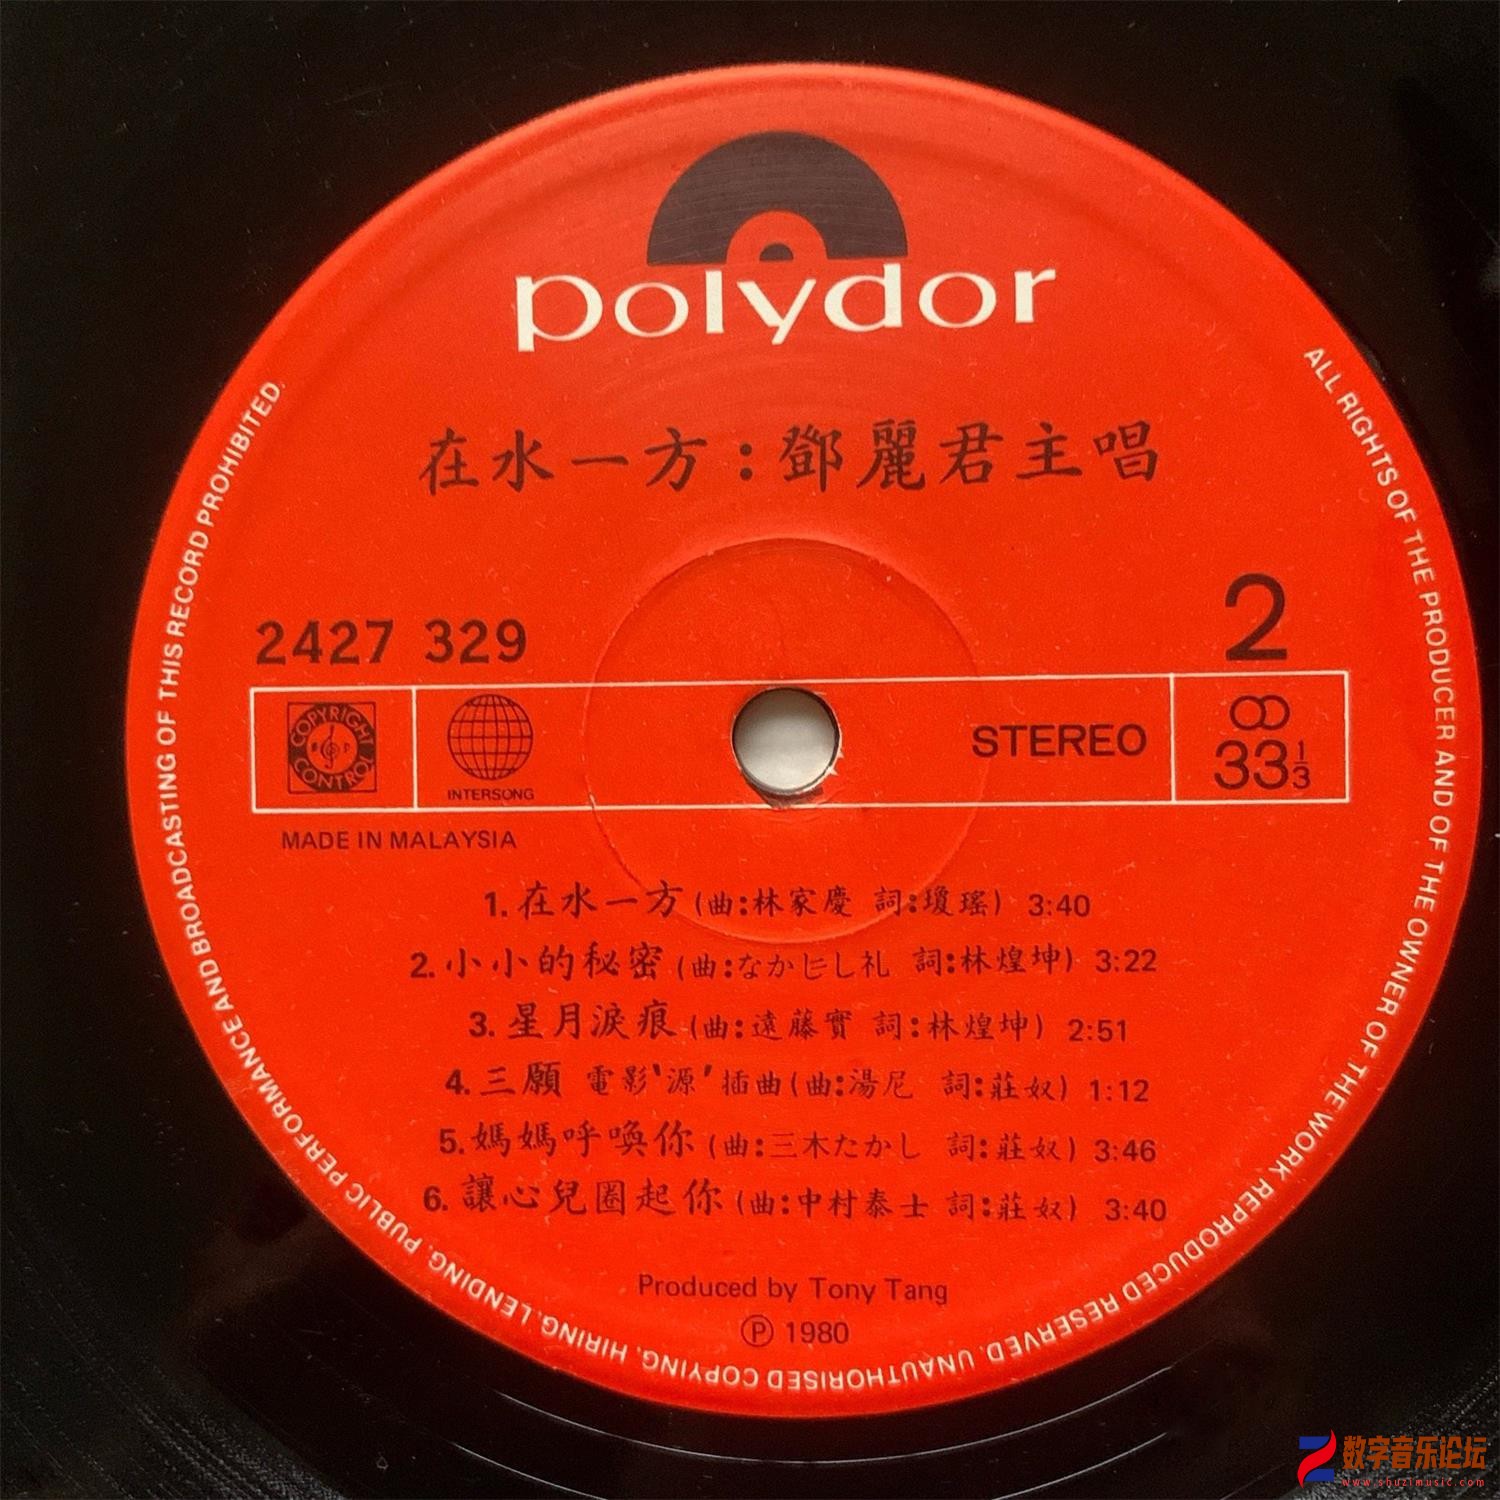 polydor
在水一方:鄧麗君主唱
2427 329
2
COPYRIGHT CONTROL
INTERSONG
STEREO
33 1/3
MADE IN MALAYSIA
1. 在水一方 (曲:林家慶 詞:瓊瑤) 3:40
2. 小小的秘密 (曲:なかにし礼 詞:林煌坤) 3:22
3. 星月淚痕 (曲:遠藤實 詞:林煌坤) 2:51
4. 三願 電影‘源’插曲 (曲:湯尼 詞:莊奴) 1:12
5. 媽媽呼喚你 (曲:三木たかし 詞:莊奴) 3:46
6. 讓心兒圈起你 (曲:中村泰士 詞:莊奴) 3:40
Produced by Tony Tang
Ⓟ 1980
ALL RIGHTS OF THE PRODUCER AND OF THE OWNER OF THE WORK REPRODUCED RESERVED. UNAUTHORISED COPYING, HIRING, LENDING, PUBLIC PERFORMANCE AND BROADCASTING OF THIS RECORD PROHIBITED.
数字音乐论坛
www.shuzimusic.com